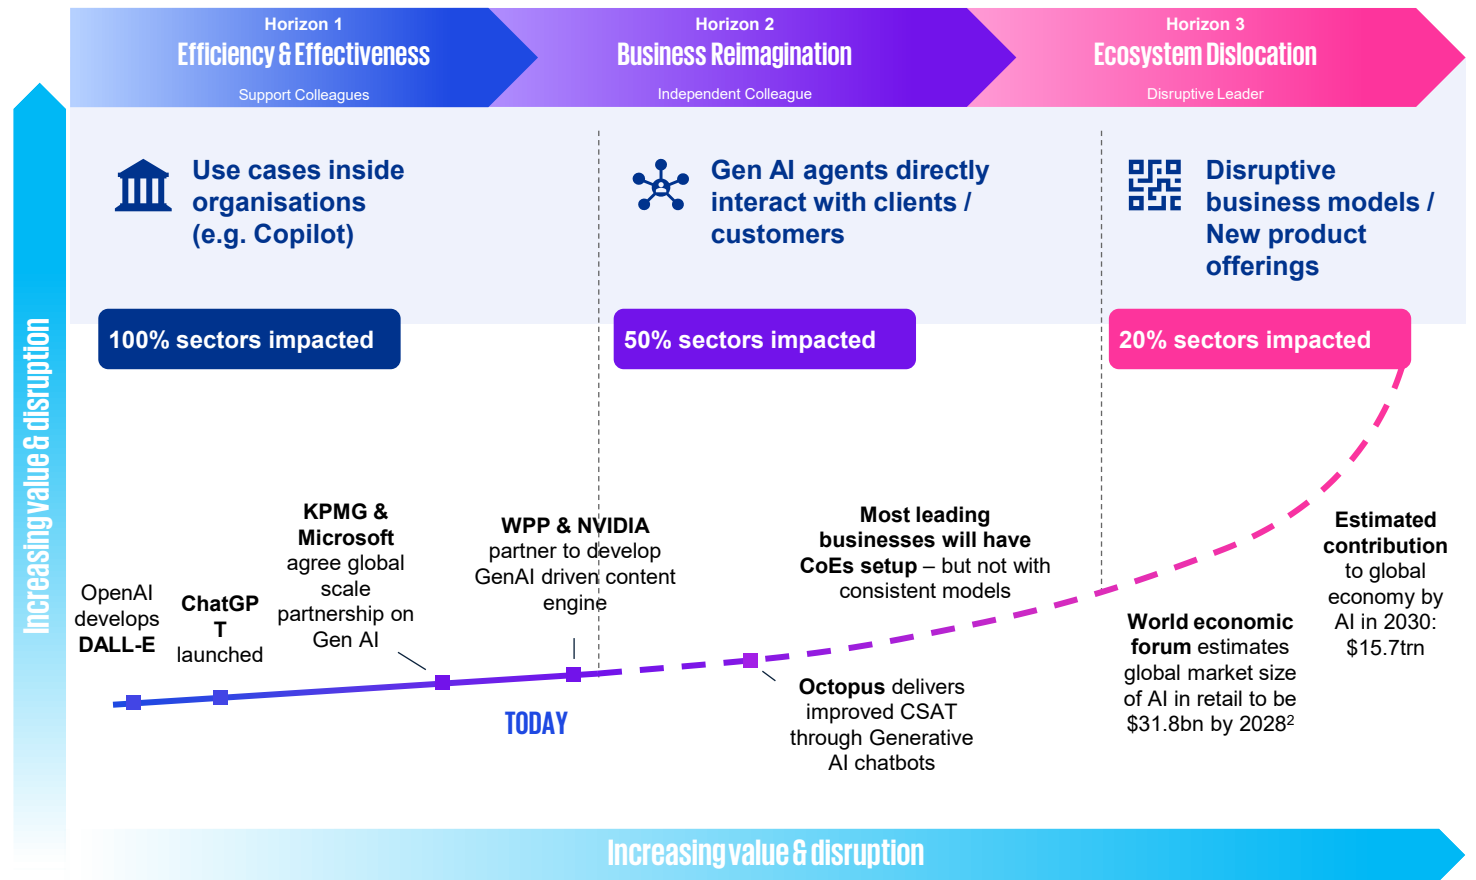 Horizon 1
Efficiency & Effectiveness
Support Colleagues
Horizon 2
Business Reimagination
Independent Colleague
Horizon 3
Ecosystem Dislocation
Disruptive Leader
Use cases inside
organisations
(e.g. Copilot)
Gen AI agents directly
interact with clients /
customers
Disruptive
business models /
New product
offerings
100% sectors impacted
50% sectors impacted
20% sectors impacted
Increasing value & disruption
OpenAI
develops
DALL-E
ChatGP
T
launched
KPMG &
Microsoft
agree global
scale
partnership on
Gen AI
WPP & NVIDIA
partner to develop
GenAI driven content
engine
TODAY
Most leading
businesses will have
CoEs setup – but not with
consistent models
Octopus delivers
improved CSAT
through Generative
AI chatbots
World economic
forum estimates
global market size
of AI in retail to be
$31.8bn by 2028²
Estimated
contribution
to global
economy by
AI in 2030:
$15.7trn
Increasing value & disruption